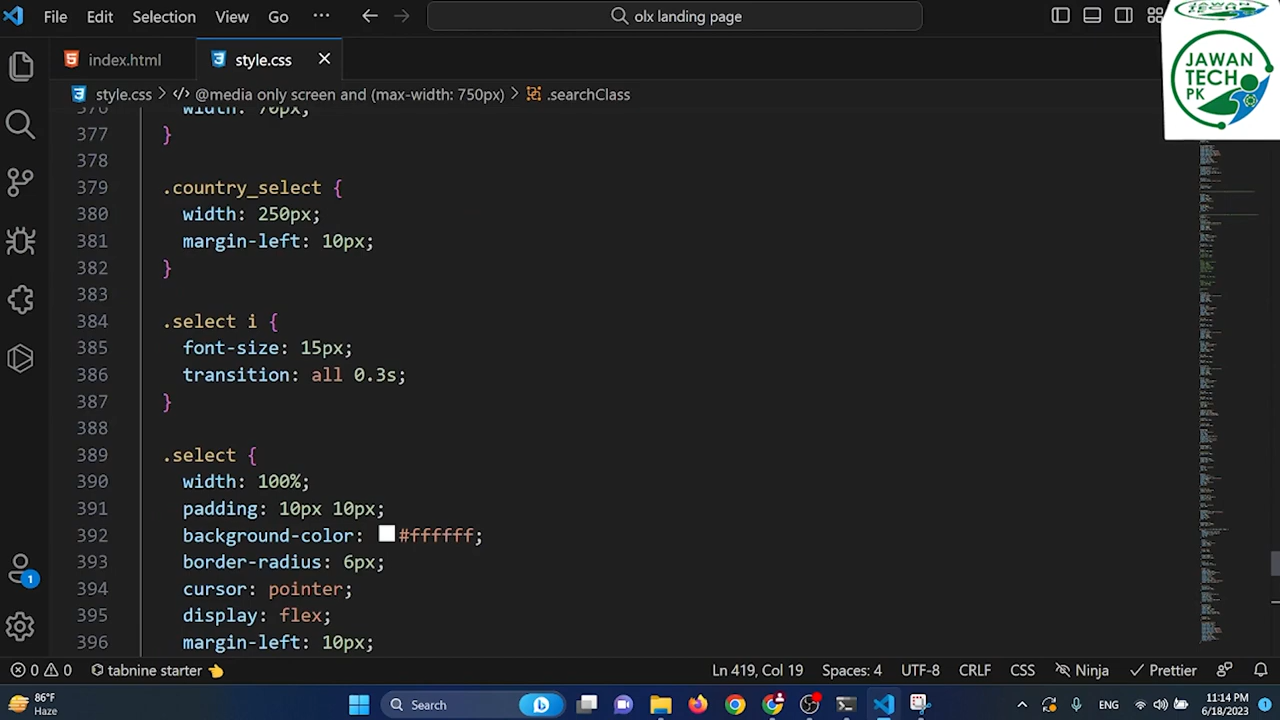 File Edit Selection View Go ··· olx landing page
JAWAN
TECH
PK
index.html style.css
style.css > @media only screen and (max-width: 750px) > .searchClass
376 width: 70px;
377 }
378
379 .country_select {
380 width: 250px;
381 margin-left: 10px;
382 }
383
384 .select i {
385 font-size: 15px;
386 transition: all 0.3s;
387 }
388
389 .select {
390 width: 100%;
391 padding: 10px 10px;
392 background-color: #ffffff;
393 border-radius: 6px;
394 cursor: pointer;
395 display: flex;
396 margin-left: 10px;
1
0 0 tabnine starter Ln 419, Col 19 Spaces: 4 UTF-8 CRLF CSS Ninja Prettier
86°F
Haze
Search
ENG
11:14 PM
6/18/2023
1